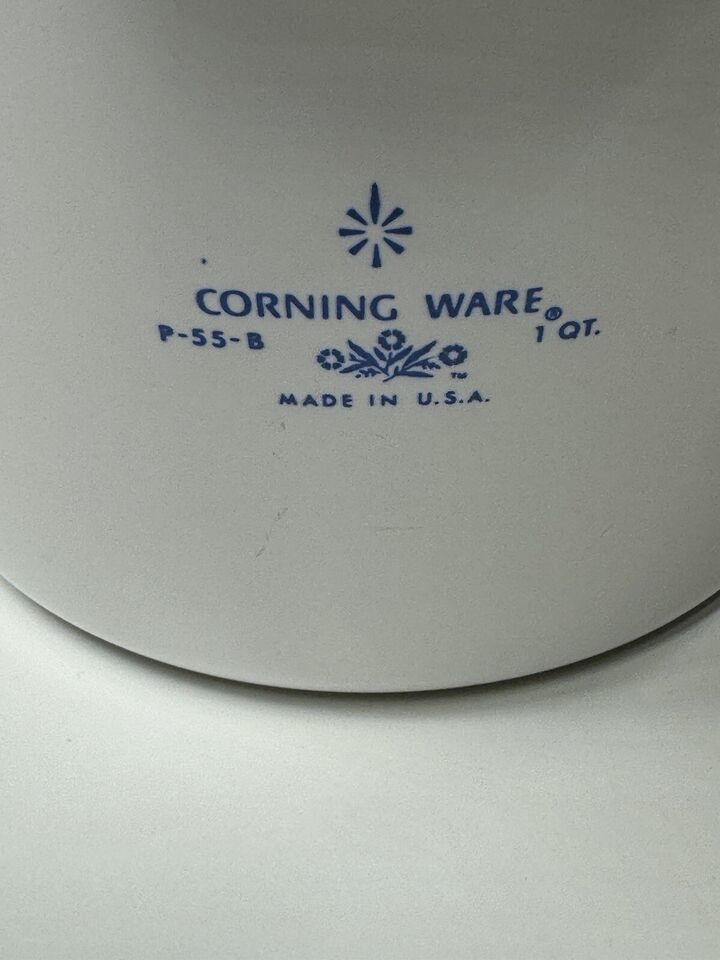 CORNING WARE®
P-55-B 1 QT.
TM
MADE IN U.S.A.